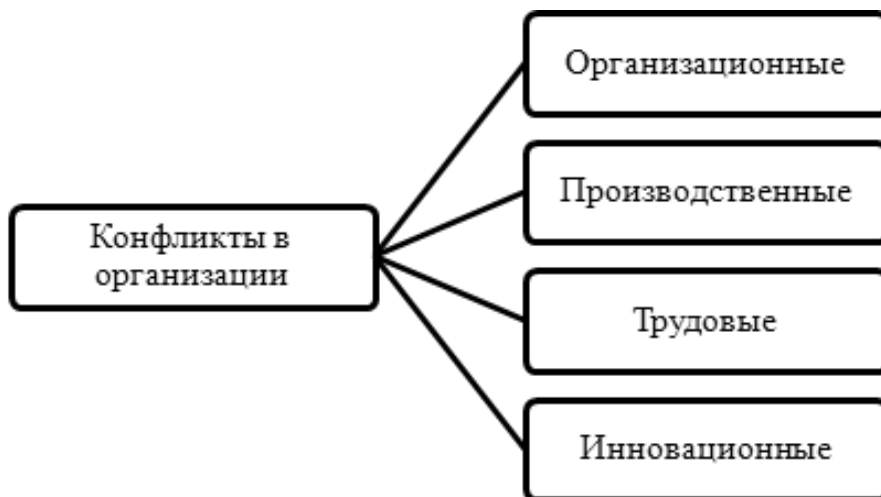 Организационные
Производственные
Конфликты в
организации
Трудовые
Инновационные